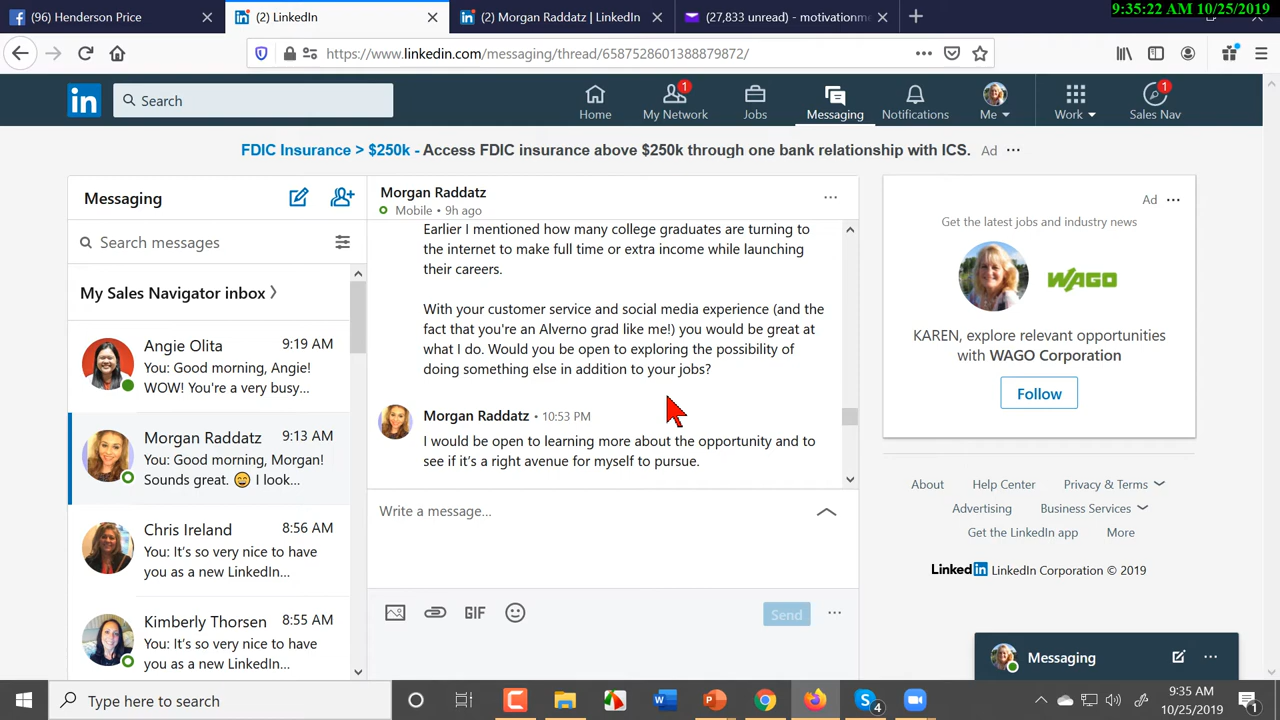 9:35:22 AM 10/25/2019
(96) Henderson Price
(2) LinkedIn
(2) Morgan Raddatz | LinkedIn
(27,833 unread) - motivationm
https://www.linkedin.com/messaging/thread/6587528601388879872/
in
Search
Home
1
My Network
Jobs
Messaging
Notifications
Me
Work
1
Sales Nav
FDIC Insurance > $250k - Access FDIC insurance above $250k through one bank relationship with ICS. Ad
Messaging
Search messages
My Sales Navigator inbox
Angie Olita 9:19 AM
You: Good morning, Angie!
WOW! You're a very busy...
Morgan Raddatz 9:13 AM
You: Good morning, Morgan!
Sounds great. 😄 I look...
Chris Ireland 8:56 AM
You: It's so very nice to have
you as a new LinkedIn...
Kimberly Thorsen 8:55 AM
You: It's so very nice to have
you as a new LinkedIn...
Morgan Raddatz
Mobile • 9h ago
Earlier I mentioned how many college graduates are turning to
the internet to make full time or extra income while launching
their careers.
With your customer service and social media experience (and the
fact that you're an Alverno grad like me!) you would be great at
what I do. Would you be open to exploring the possibility of
doing something else in addition to your jobs?
Morgan Raddatz • 10:53 PM
I would be open to learning more about the opportunity and to
see if it's a right avenue for myself to pursue.
Write a message...
GIF
Send
Ad
Get the latest jobs and industry news
WAGO
KAREN, explore relevant opportunities
with WAGO Corporation
Follow
About Help Center Privacy & Terms
Advertising Business Services
Get the LinkedIn app More
Linked in LinkedIn Corporation © 2019
Messaging
Type here to search
4
9:35 AM
10/25/2019
1